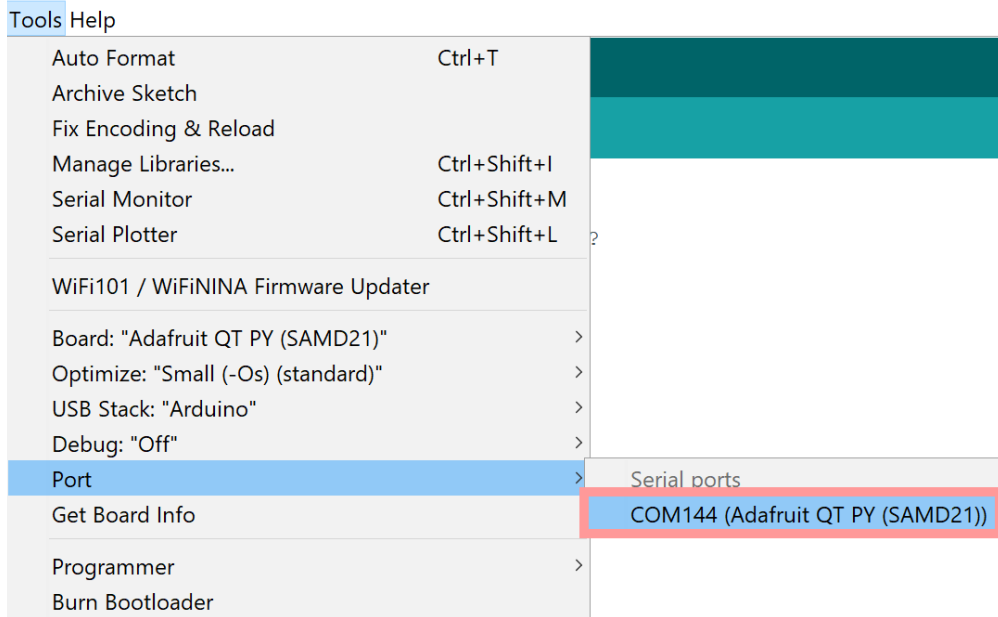 Tools Help
Auto Format Ctrl+T
Archive Sketch
Fix Encoding & Reload
Manage Libraries... Ctrl+Shift+I
Serial Monitor Ctrl+Shift+M
Serial Plotter Ctrl+Shift+L
?
WiFi101 / WiFiNINA Firmware Updater
Board: "Adafruit QT PY (SAMD21)"
Optimize: "Small (-Os) (standard)"
USB Stack: "Arduino"
Debug: "Off"
Port
Serial ports
Get Board Info
COM144 (Adafruit QT PY (SAMD21))
Programmer
Burn Bootloader